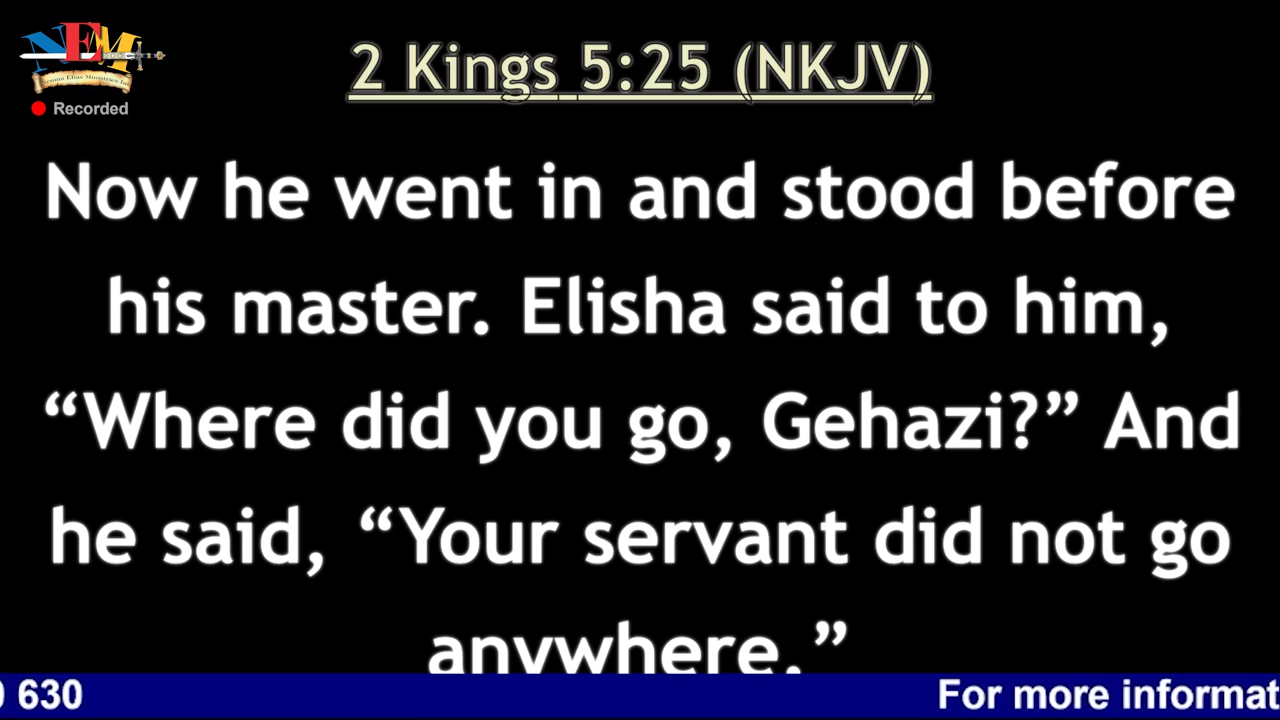 NEM
Recorded
2 Kings 5:25 (NKJV)
Now he went in and stood before
his master. Elisha said to him,
“Where did you go, Gehazi?” And
he said, “Your servant did not go
anywhere.”
630
For more informat